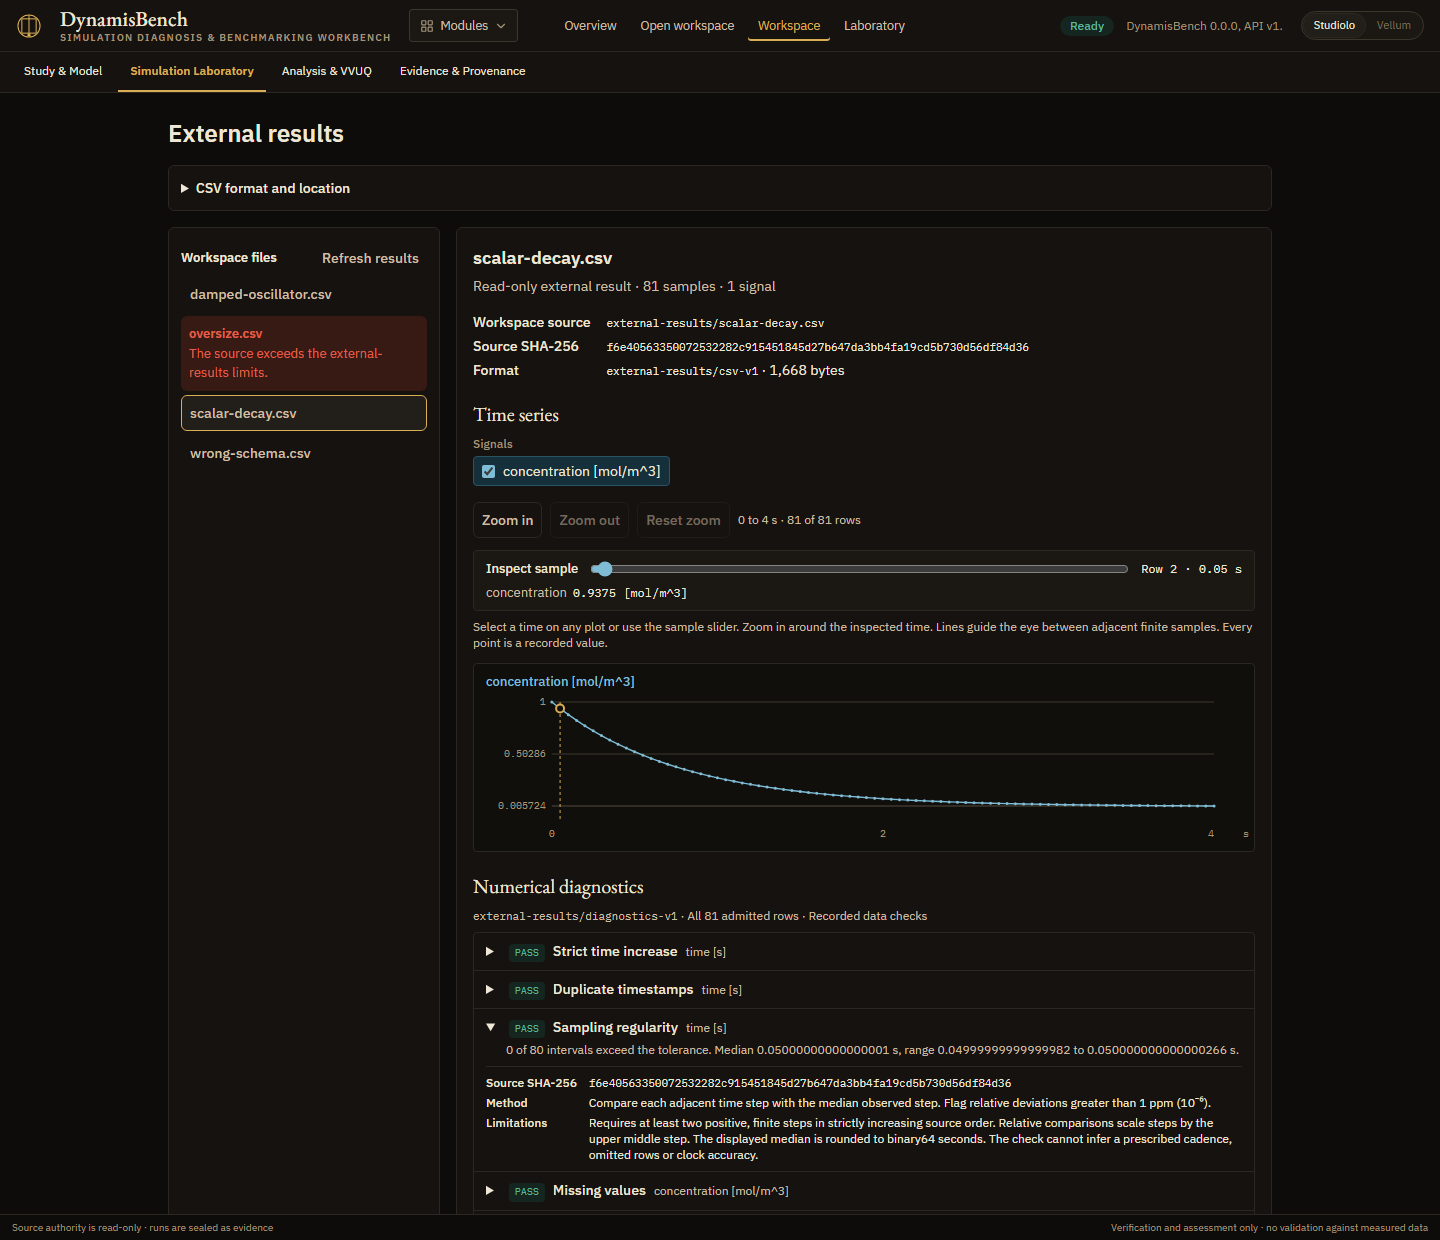 DynamisBench
SIMULATION DIAGNOSIS & BENCHMARKING WORKBENCH
Modules
Overview
Open workspace
Workspace
Laboratory
Ready
DynamisBench 0.0.0, API v1.
Studiolo
Vellum
Study & Model
Simulation Laboratory
Analysis & VVUQ
Evidence & Provenance
External results
CSV format and location
Workspace files
Refresh results
damped-oscillator.csv
oversize.csv
The source exceeds the external-
results limits.
scalar-decay.csv
wrong-schema.csv
scalar-decay.csv
Read-only external result · 81 samples · 1 signal
Workspace source external-results/scalar-decay.csv
Source SHA-256 f6e40563350072532282c915451845d27b647da3bb4fa19cd5b730d56df84d36
Format external-results/csv-v1 · 1,668 bytes
Time series
Signals
concentration [mol/m^3]
Zoom in
Zoom out
Reset zoom
0 to 4 s · 81 of 81 rows
Inspect sample
Row 2 · 0.05 s
concentration 0.9375 [mol/m^3]
Select a time on any plot or use the sample slider. Zoom in around the inspected time. Lines guide the eye between adjacent finite samples. Every
point is a recorded value.
concentration [mol/m^3]
1
0.50286
0.005724
0
2
4
s
Numerical diagnostics
external-results/diagnostics-v1 · All 81 admitted rows · Recorded data checks
PASS Strict time increase time [s]
PASS Duplicate timestamps time [s]
PASS Sampling regularity time [s]
0 of 80 intervals exceed the tolerance. Median 0.05000000000000001 s, range 0.04999999999999982 to 0.050000000000000266 s.
Source SHA-256 f6e40563350072532282c915451845d27b647da3bb4fa19cd5b730d56df84d36
Method Compare each adjacent time step with the median observed step. Flag relative deviations greater than 1 ppm (10⁻⁶).
Limitations Requires at least two positive, finite steps in strictly increasing source order. Relative comparisons scale steps by the
upper middle step. The displayed median is rounded to binary64 seconds. The check cannot infer a prescribed cadence,
omitted rows or clock accuracy.
PASS Missing values concentration [mol/m^3]
Source authority is read-only · runs are sealed as evidence
Verification and assessment only · no validation against measured data